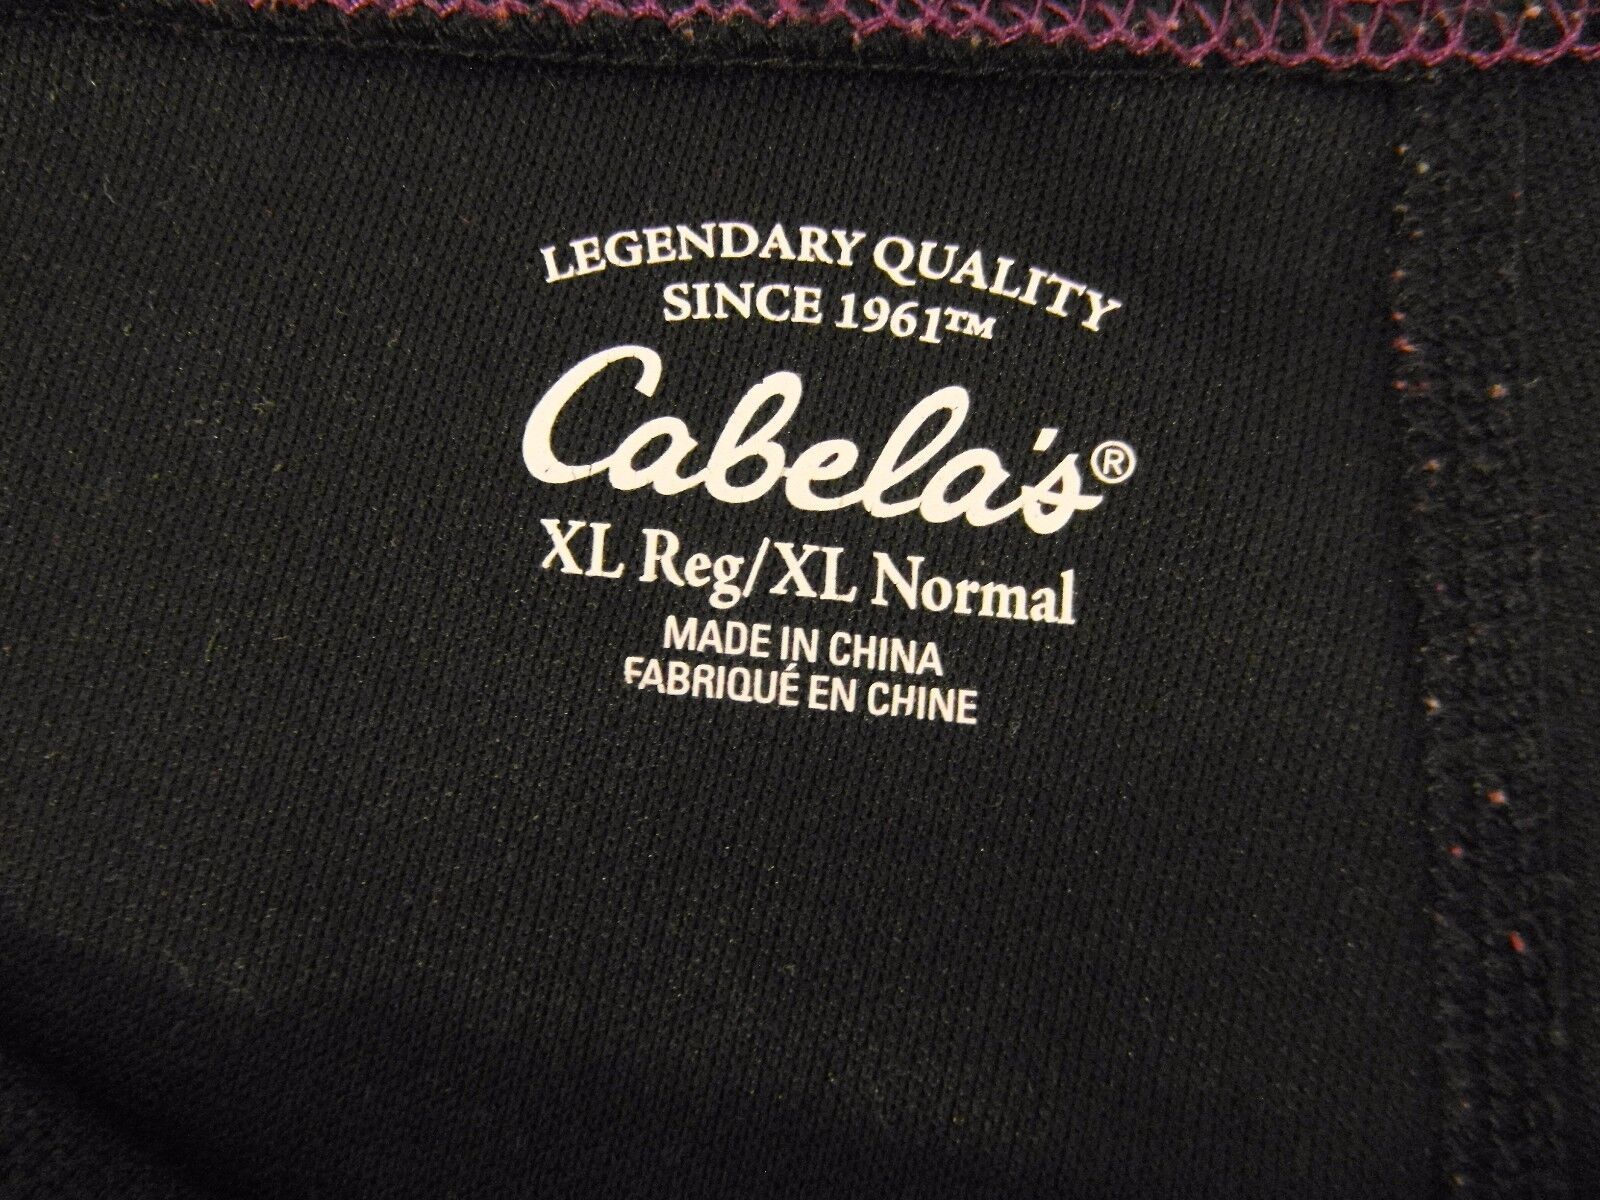 LEGENDARY QUALITY
SINCE 1961™
Cabela's®
XL Reg/XL Normal
MADE IN CHINA
FABRIQUÉ EN CHINE